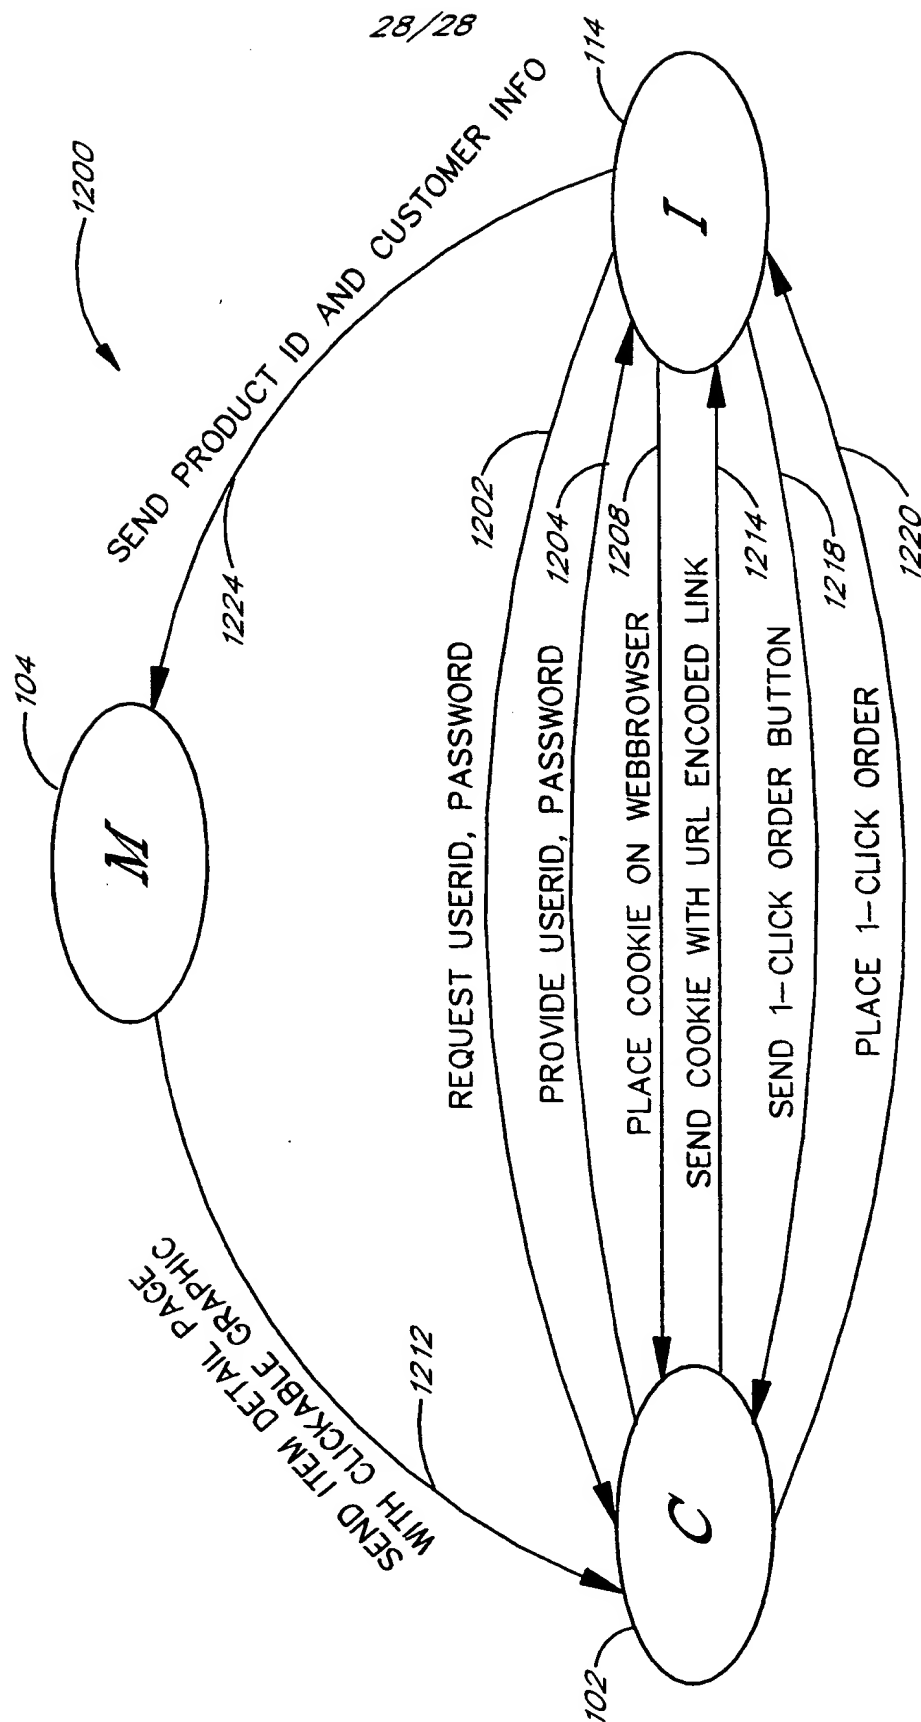 28/28
1200
104
M
SEND PRODUCT ID AND CUSTOMER INFO
1224
SEND ITEM DETAIL PAGE
WITH CLICKABLE GRAPHIC
1212
REQUEST USERID, PASSWORD
1202
PROVIDE USERID, PASSWORD
1204
PLACE COOKIE ON WEBBROWSER
1208
SEND COOKIE WITH URL ENCODED LINK
1214
SEND 1-CLICK ORDER BUTTON
1218
PLACE 1-CLICK ORDER
1220
102
C
114
I